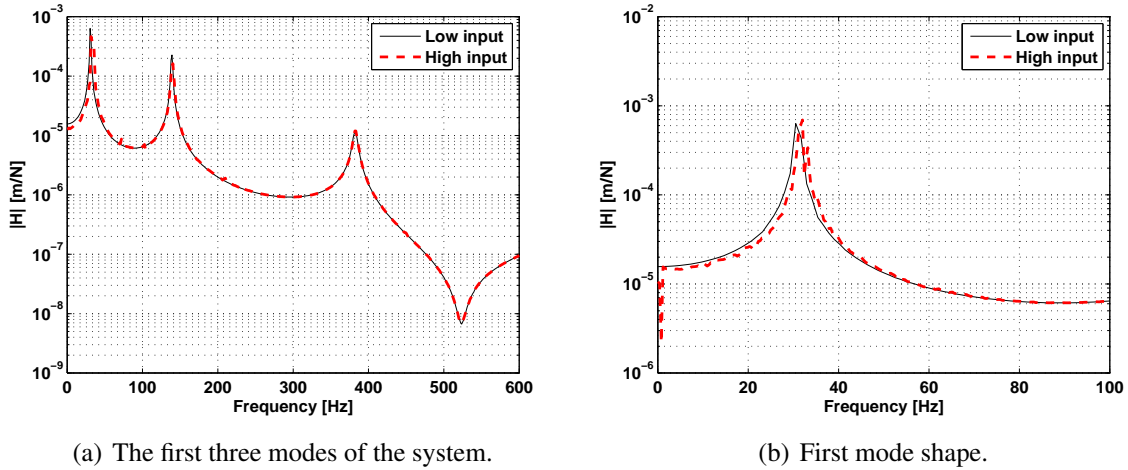 10^−3
10^−4
10^−5
10^−6
10^−7
10^−8
10^−9
|H| [m/N]
0 100 200 300 400 500 600
Frequency [Hz]
Low input
High input
(a) The first three modes of the system.
10^−2
10^−3
10^−4
10^−5
10^−6
|H| [m/N]
0 20 40 60 80 100
Frequency [Hz]
Low input
High input
(b) First mode shape.